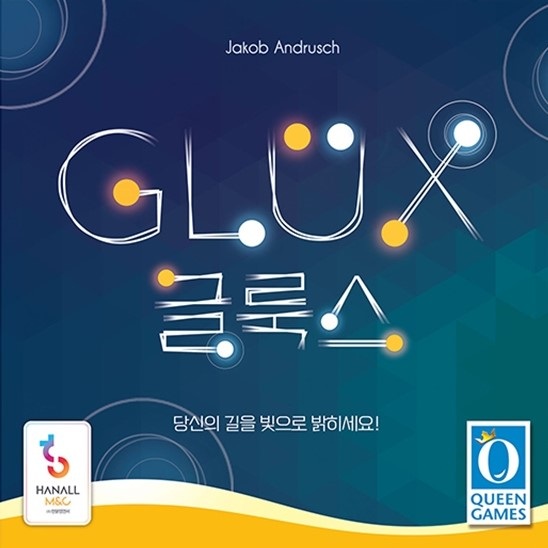 Jakob Andrusch
GLÜX
글룩스
당신의 길을 빛으로 밝히세요!
HANALL
M&C
QUEEN
GAMES